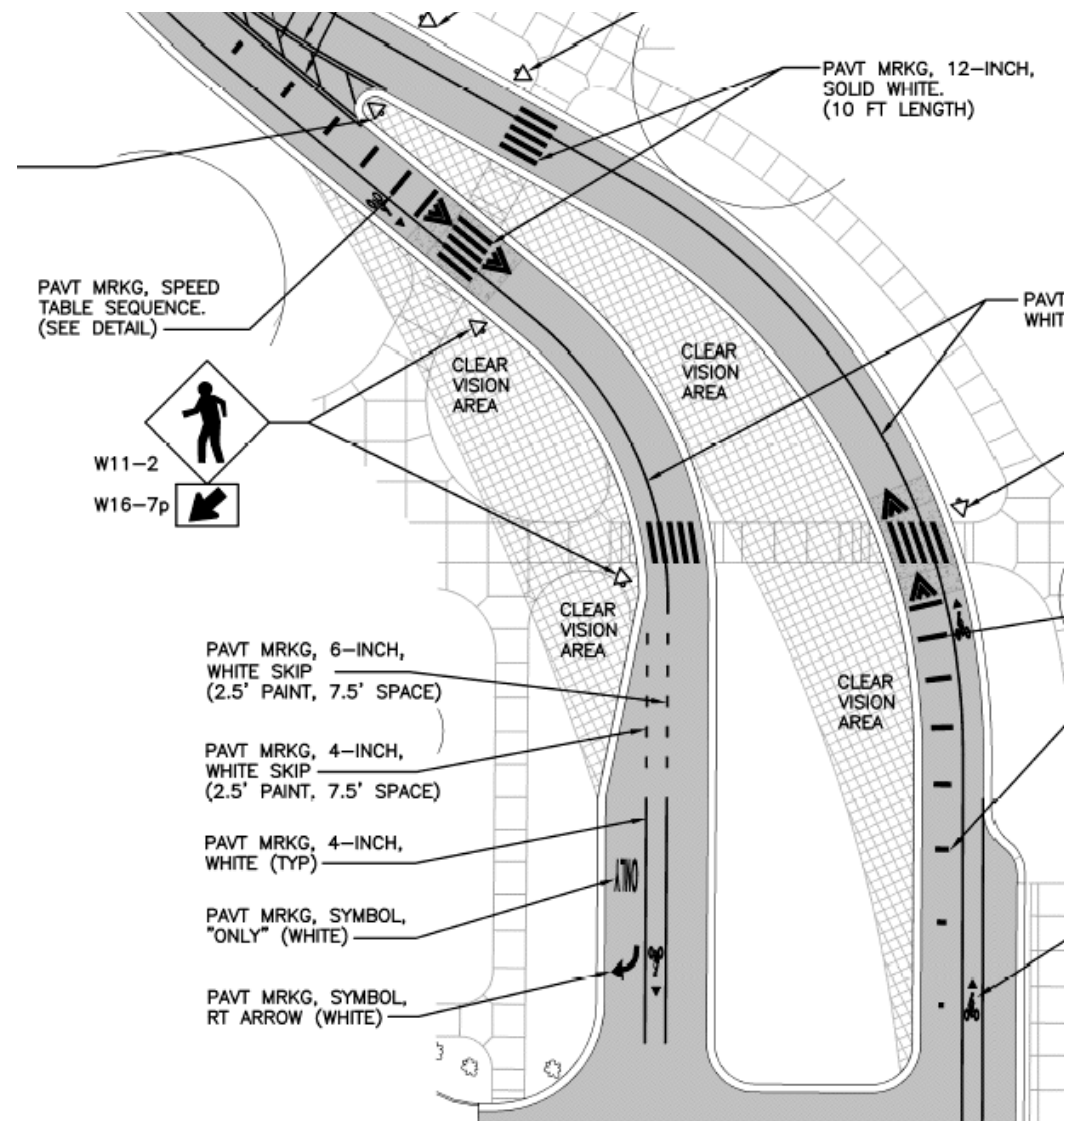 PAVT MRKG, 12-INCH,
SOLID WHITE.
(10 FT LENGTH)
PAVT MRKG, SPEED
TABLE SEQUENCE.
(SEE DETAIL)
PAVT
WHIT
CLEAR
VISION
AREA
CLEAR
VISION
AREA
W11-2
W16-7p
CLEAR
VISION
AREA
PAVT MRKG, 6-INCH,
WHITE SKIP
(2.5' PAINT, 7.5' SPACE)
CLEAR
VISION
AREA
PAVT MRKG, 4-INCH,
WHITE SKIP
(2.5' PAINT, 7.5' SPACE)
PAVT MRKG, 4-INCH,
WHITE (TYP)
ONLY
PAVT MRKG, SYMBOL,
"ONLY" (WHITE)
PAVT MRKG, SYMBOL,
RT ARROW (WHITE)